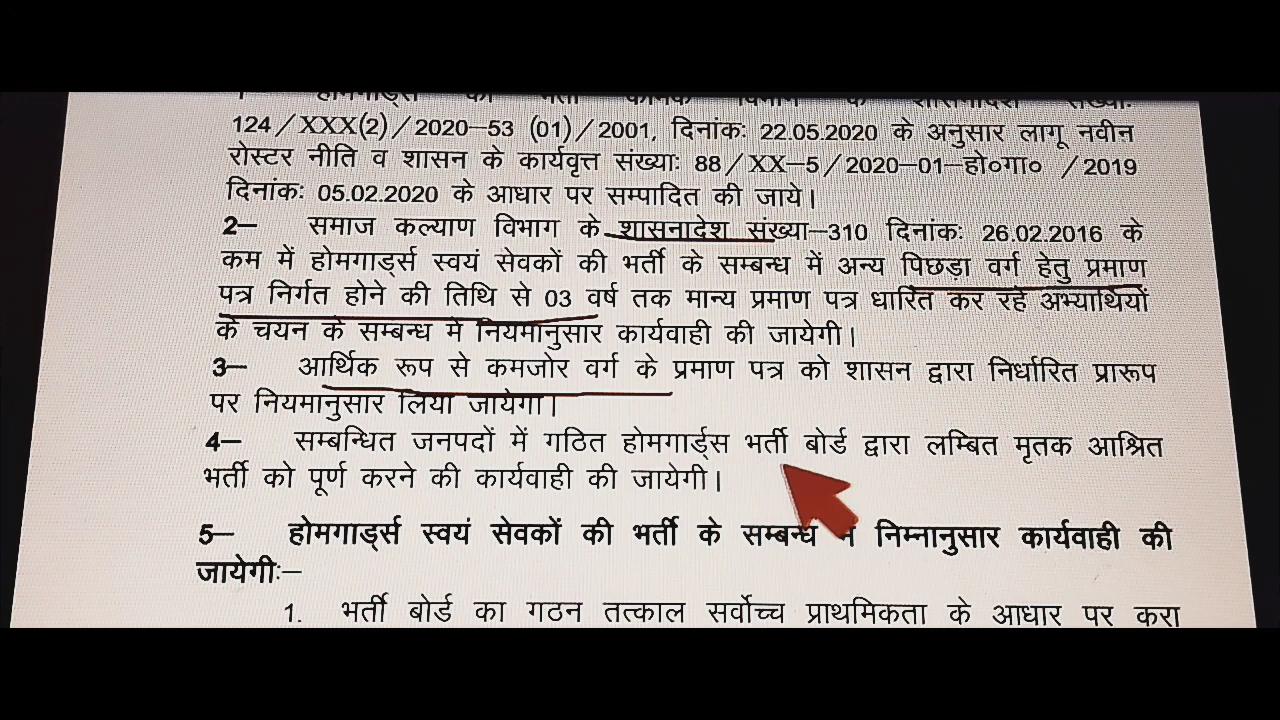 1 होमगार्ड्स की भर्ती कार्मिक विभाग के शासनादेश संख्याः
124/XXX(2)/2020–53 (01)/2001, दिनांकः 22.05.2020 के अनुसार लागू नवीन
रोस्टर नीति व शासन के कार्यवृत्त संख्याः 88/XX–5/2020–01–हो०गा० /2019
दिनांकः 05.02.2020 के आधार पर सम्पादित की जाये।
2– समाज कल्याण विभाग के शासनादेश संख्या–310 दिनांकः 26.02.2016 के
कम में होमगार्ड्स स्वयं सेवकों की भर्ती के सम्बन्ध में अन्य पिछड़ा वर्ग हेतु प्रमाण
पत्र निर्गत होने की तिथि से 03 वर्ष तक मान्य प्रमाण पत्र धारित कर रहे अभ्यार्थियों
के चयन के सम्बन्ध में नियमानुसार कार्यवाही की जायेगी।
3– आर्थिक रूप से कमजोर वर्ग के प्रमाण पत्र को शासन द्वारा निर्धारित प्रारूप
पर नियमानुसार लिया जायेगा।
4– सम्बन्धित जनपदों में गठित होमगार्ड्स भर्ती बोर्ड द्वारा लम्बित मृतक आश्रित
भर्ती को पूर्ण करने की कार्यवाही की जायेगी।
5– होमगार्ड्स स्वयं सेवकों की भर्ती के सम्बन्ध में निम्नानुसार कार्यवाही की
जायेगीः–
1. भर्ती बोर्ड का गठन तत्काल सर्वोच्च प्राथमिकता के आधार पर करा